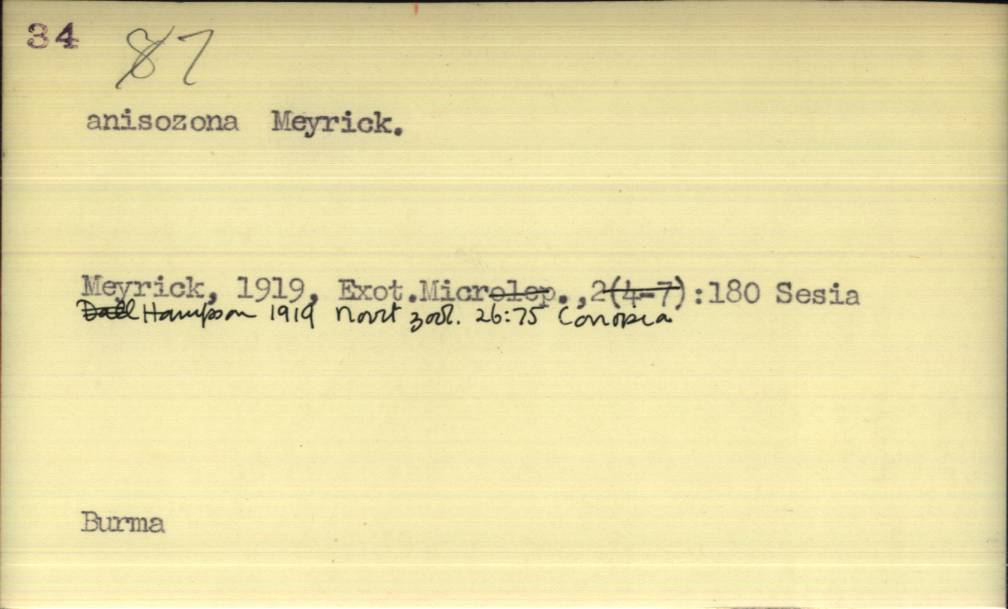 34 87
anisozona Meyrick.
Meyrick, 1919, Exot.Microlep.,2(4-7):180 Sesia
Hampson 1919 Novit zool. 26:75 Conopia
Burma